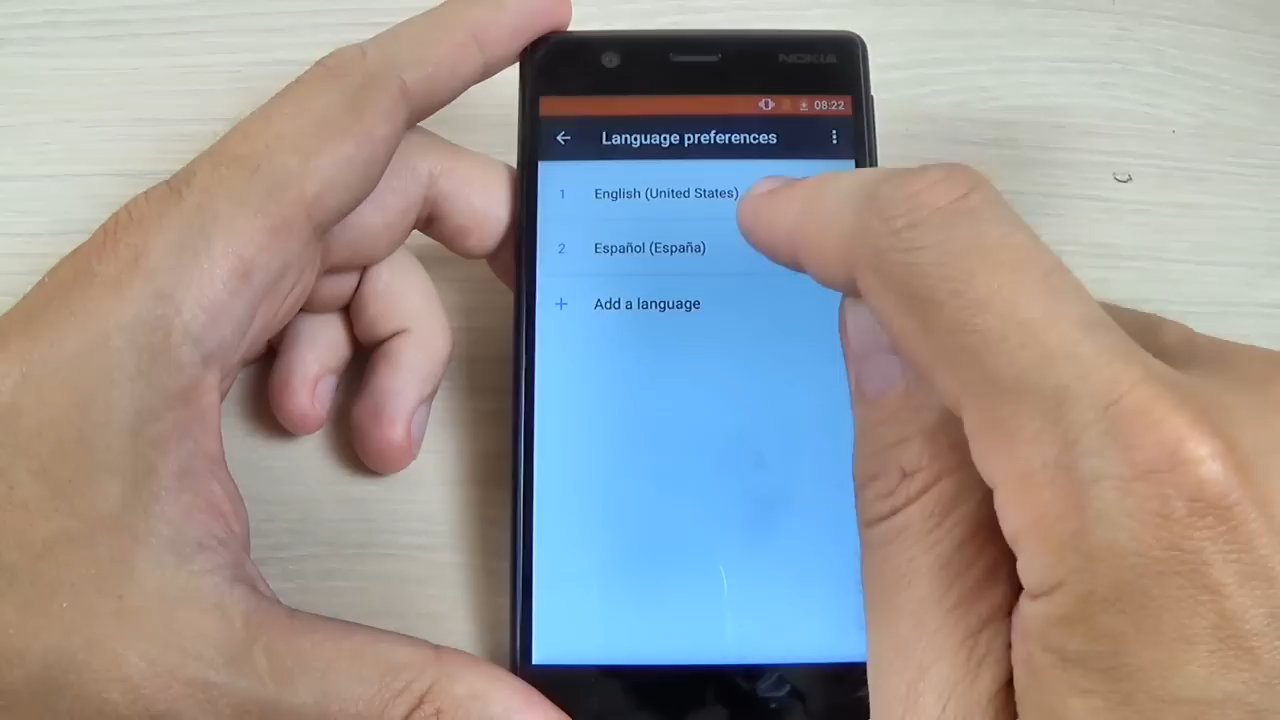 NOKIA
08:22
Language preferences
1 English (United States)
2 Español (España)
+ Add a language